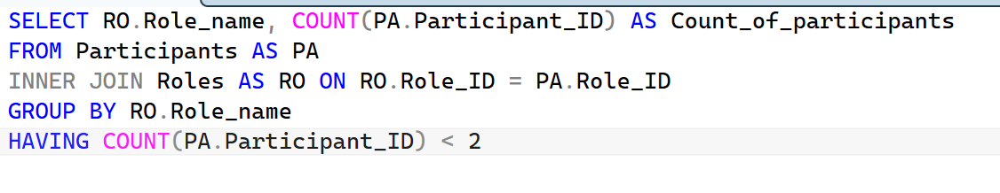 SELECT RO.Role_name, COUNT(PA.Participant_ID) AS Count_of_participants
FROM Participants AS PA
INNER JOIN Roles AS RO ON RO.Role_ID = PA.Role_ID
GROUP BY RO.Role_name
HAVING COUNT(PA.Participant_ID) < 2